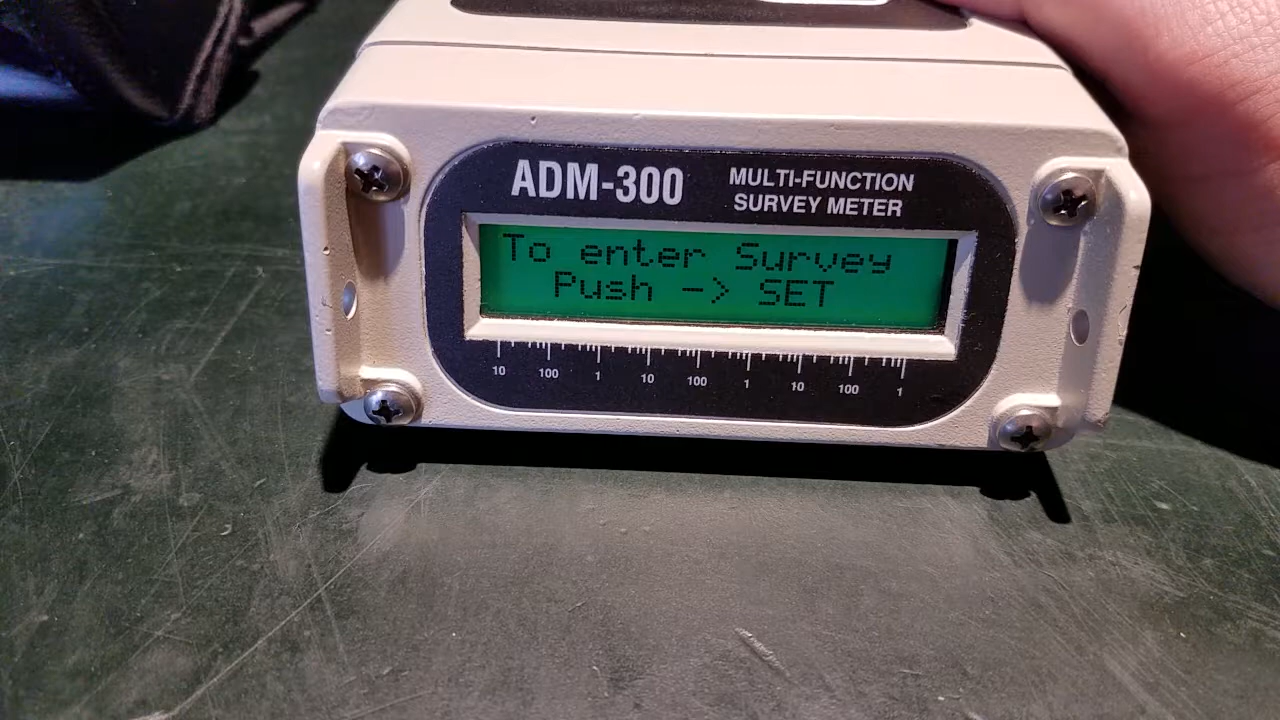 ADM-300
MULTI-FUNCTION
SURVEY METER
To enter Survey
Push -> SET
10 100 1 10 100 1 10 100 1